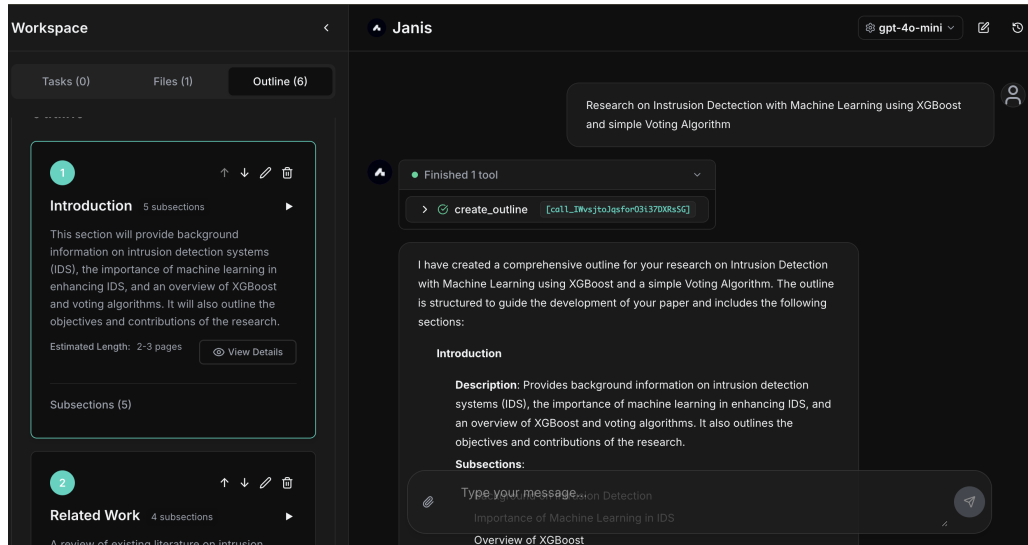 Workspace
Tasks (0)
Files (1)
Outline (6)
1
Introduction 5 subsections
This section will provide background
information on intrusion detection systems
(IDS), the importance of machine learning in
enhancing IDS, and an overview of XGBoost
and voting algorithms. It will also outline the
objectives and contributions of the research.
Estimated Length: 2-3 pages
View Details
Subsections (5)
2
Related Work 4 subsections
A review of existing literature on intrusion
Janis
gpt-4o-mini
Research on Instrusion Dectection with Machine Learning using XGBoost
and simple Voting Algorithm
Finished 1 tool
create_outline [call_IWvsjtoJqsforO3i37DXRsSG]
I have created a comprehensive outline for your research on Intrusion Detection
with Machine Learning using XGBoost and a simple Voting Algorithm. The outline
is structured to guide the development of your paper and includes the following
sections:
Introduction
Description: Provides background information on intrusion detection
systems (IDS), the importance of machine learning in enhancing IDS, and
an overview of XGBoost and voting algorithms. It also outlines the
objectives and contributions of the research.
Subsections:
Type your message...
Importance of Machine Learning in IDS
Overview of XGBoost